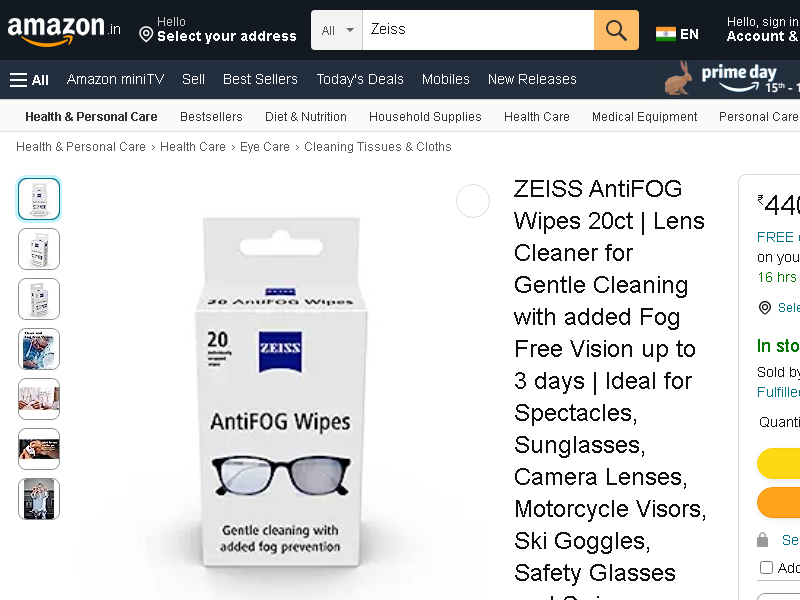 amazon.in
Hello
Select your address
All
Zeiss
EN
Hello, sign in
Account &
All
Amazon miniTV
Sell
Best Sellers
Today's Deals
Mobiles
New Releases
prime day
15th - 1
Health & Personal Care
Bestsellers
Diet & Nutrition
Household Supplies
Health Care
Medical Equipment
Personal Care
Health & Personal Care › Health Care › Eye Care › Cleaning Tissues & Cloths
20 AntiFOG Wipes
20
individually
wrapped
wipes
ZEISS
AntiFOG Wipes
Gentle cleaning with
added fog prevention
ZEISS AntiFOG
Wipes 20ct | Lens
Cleaner for
Gentle Cleaning
with added Fog
Free Vision up to
3 days | Ideal for
Spectacles,
Sunglasses,
Camera Lenses,
Motorcycle Visors,
Ski Goggles,
Safety Glasses
₹440
FREE
on you
16 hrs
Sele
In sto
Sold by
Fulfille
Quanti
Se
Add